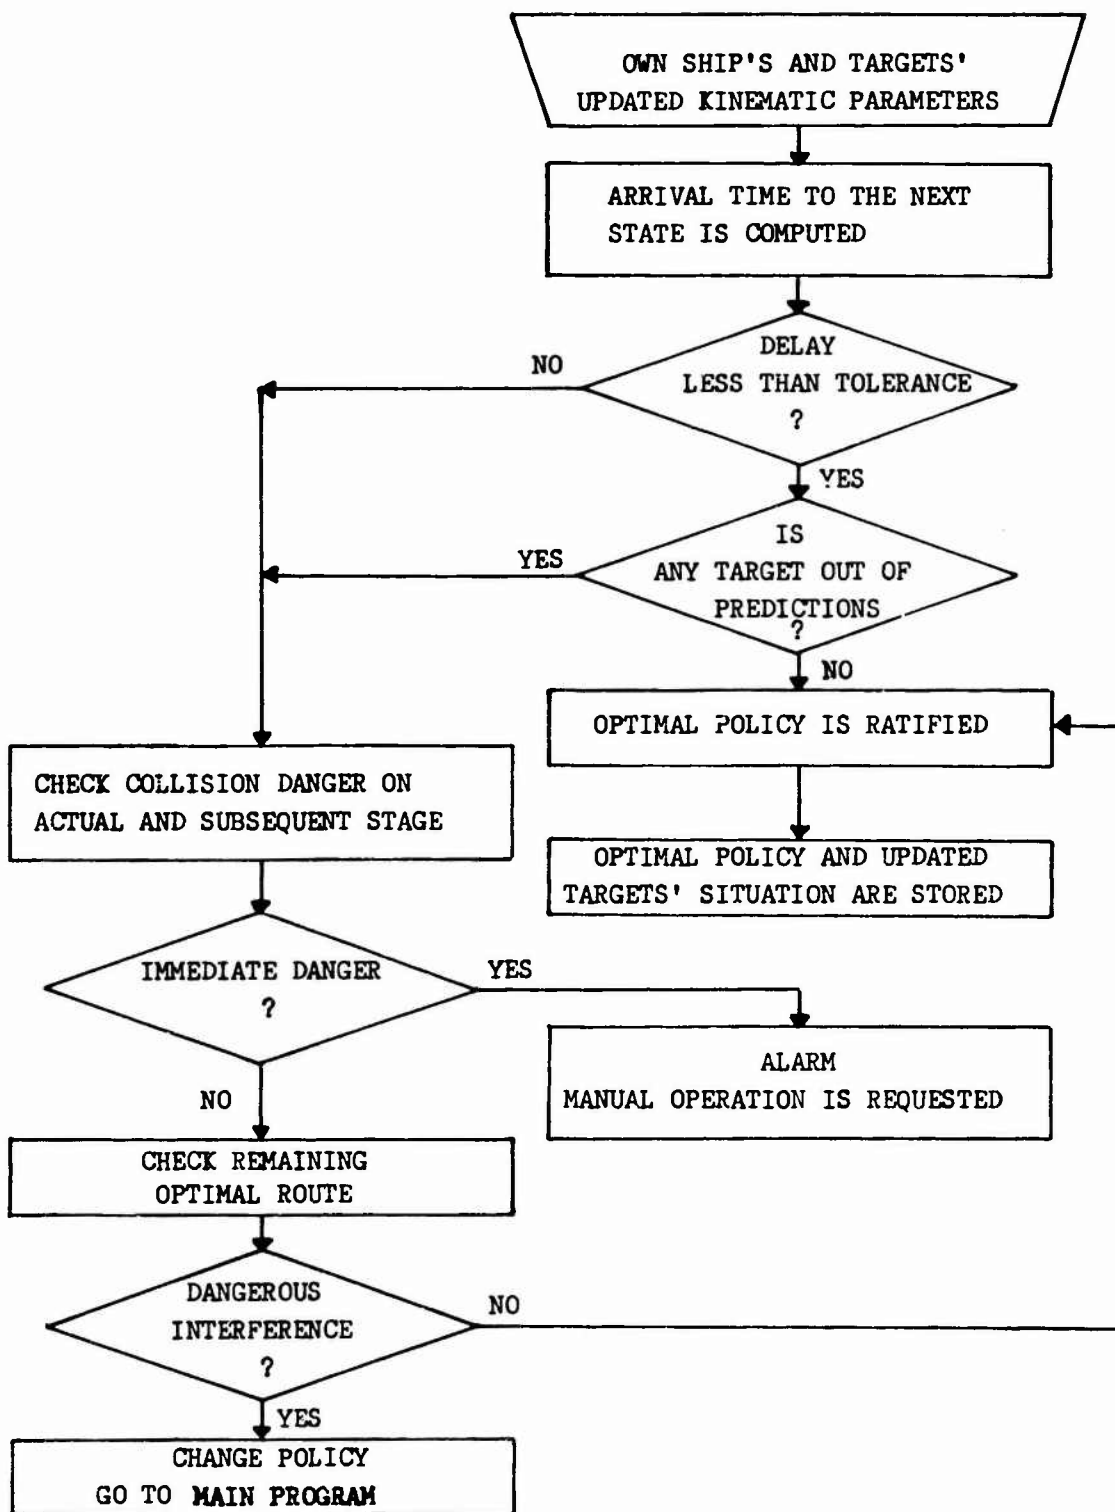 OWN SHIP'S AND TARGETS'
UPDATED KINEMATIC PARAMETERS
ARRIVAL TIME TO THE NEXT
STATE IS COMPUTED
DELAY
LESS THAN TOLERANCE
?
NO
YES
IS
ANY TARGET OUT OF
PREDICTIONS
?
YES
NO
OPTIMAL POLICY IS RATIFIED
CHECK COLLISION DANGER ON
ACTUAL AND SUBSEQUENT STAGE
OPTIMAL POLICY AND UPDATED
TARGETS' SITUATION ARE STORED
IMMEDIATE DANGER
?
YES
ALARM
MANUAL OPERATION IS REQUESTED
NO
CHECK REMAINING
OPTIMAL ROUTE
DANGEROUS
INTERFERENCE
?
NO
YES
CHANGE POLICY
GO TO MAIN PROGRAM